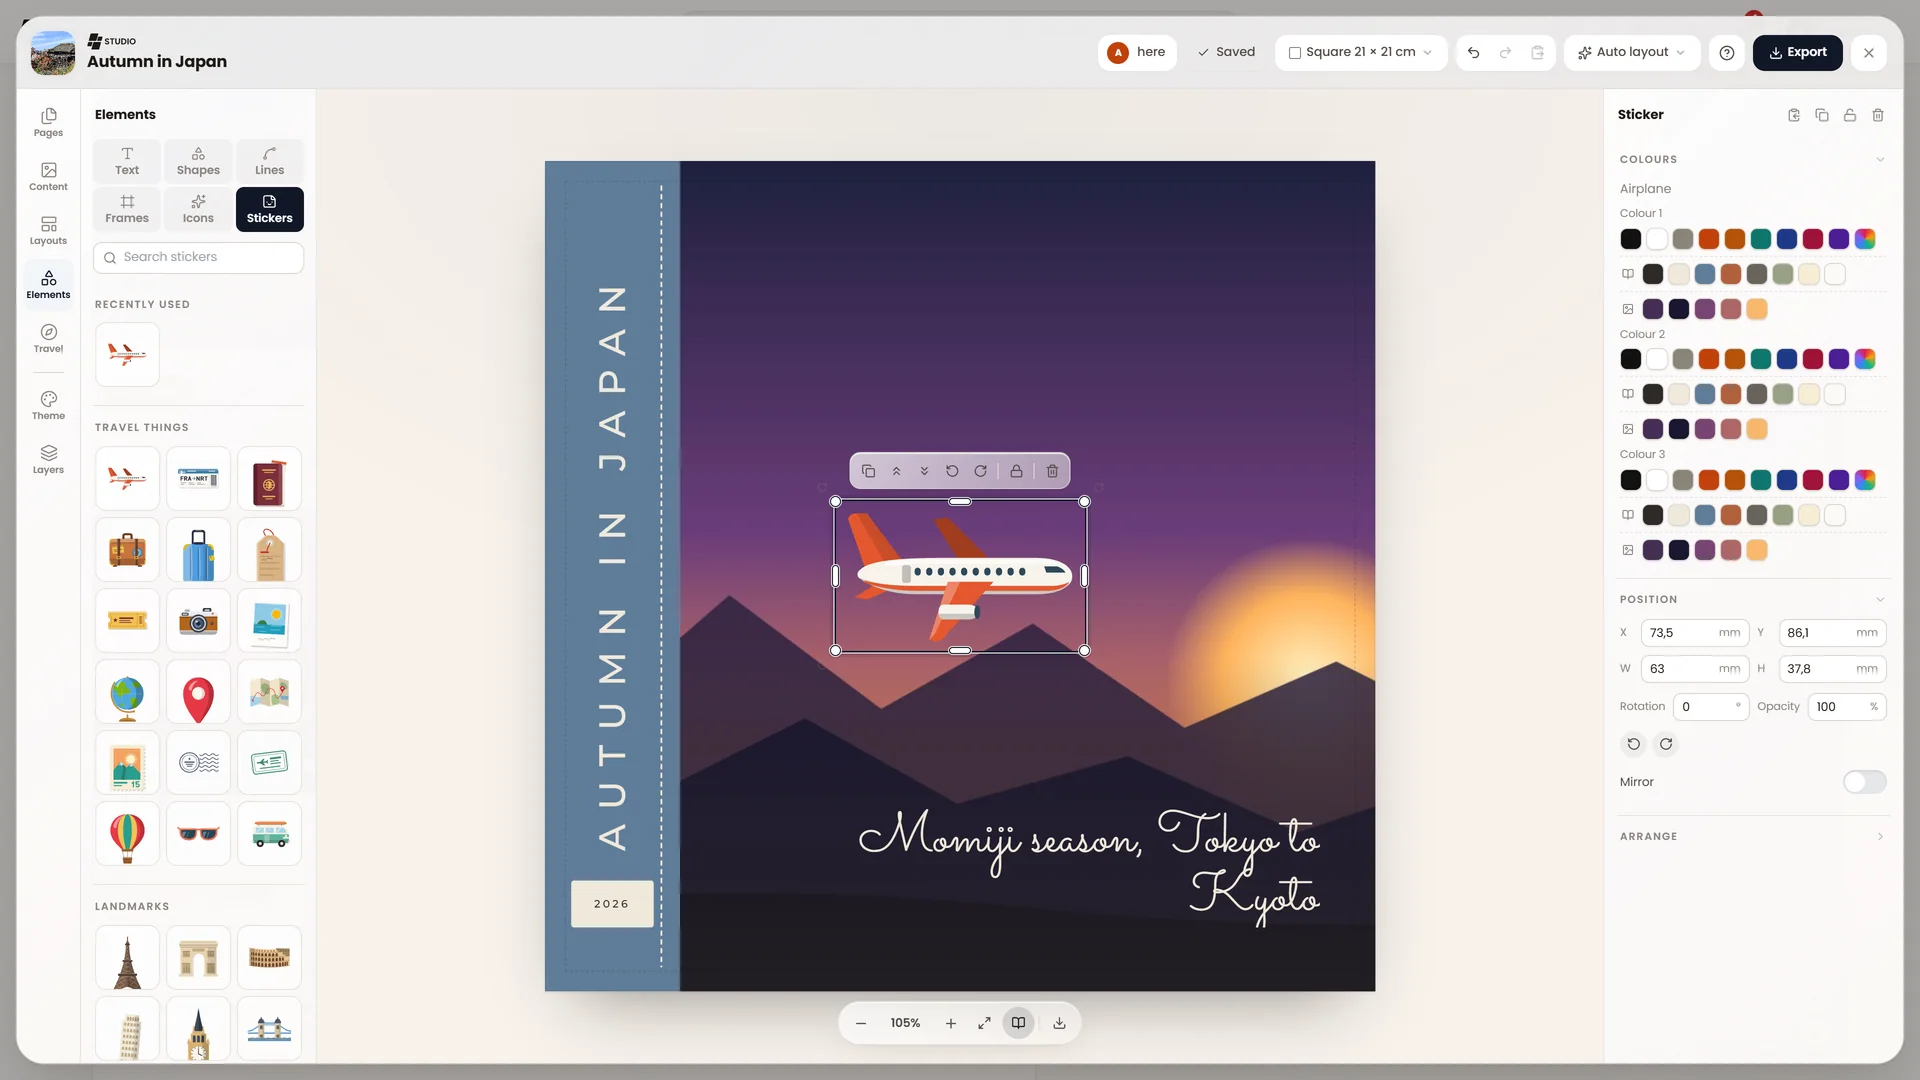 STUDIO
Autumn in Japan
A
here
Saved
Square 21 × 21 cm
Auto layout
Export
Pages
Content
Layouts
Elements
Travel
Theme
Layers
Elements
Text
Shapes
Lines
Frames
Icons
Stickers
Search stickers
RECENTLY USED
TRAVEL THINGS
FRA→NRT
15
LANDMARKS
AUTUMN IN JAPAN
2026
Momiji season, Tokyo to
Kyoto
105%
Sticker
COLOURS
Airplane
Colour 1
Colour 2
Colour 3
POSITION
X 73,5 mm Y 86,1 mm
W 63 mm H 37,8 mm
Rotation 0 ° Opacity 100 %
Mirror
ARRANGE